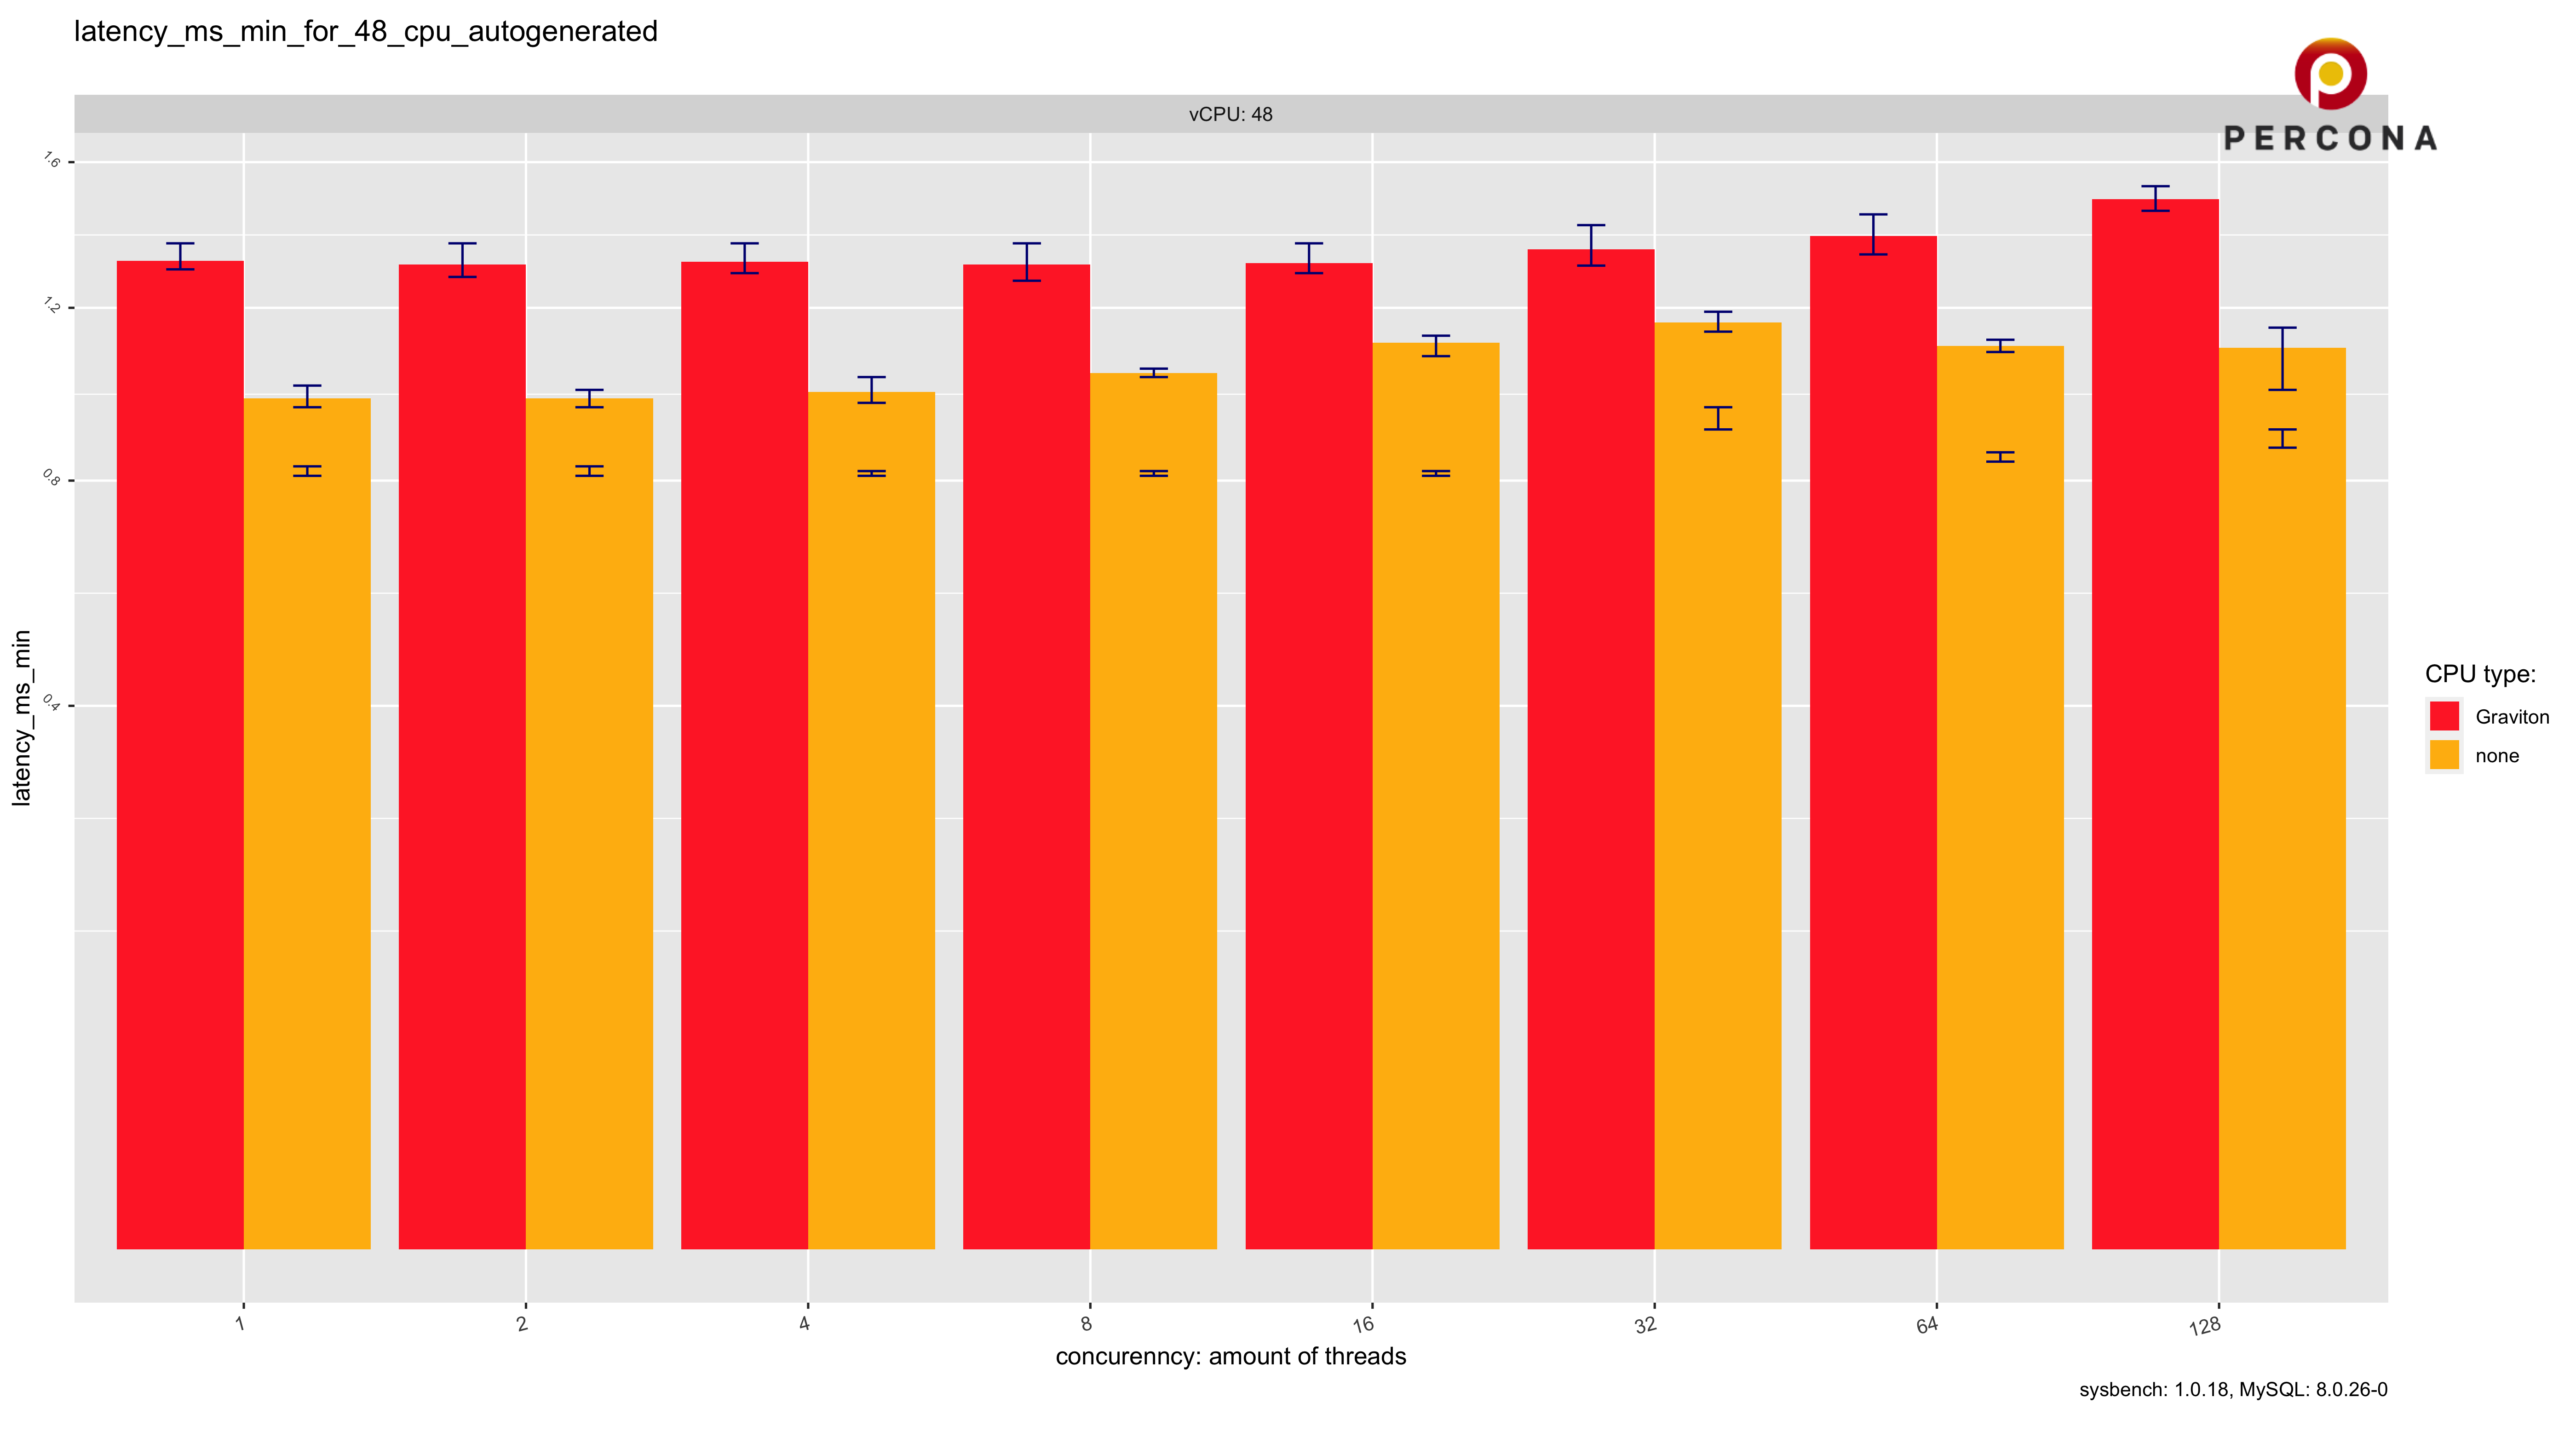 latency_ms_min_for_48_cpu_autogenerated
PERCONA
vCPU: 48
1.6
1.2
0.8
0.4
latency_ms_min
CPU type:
Graviton
none
1
2
4
8
16
32
64
128
concurenncy: amount of threads
sysbench: 1.0.18, MySQL: 8.0.26-0